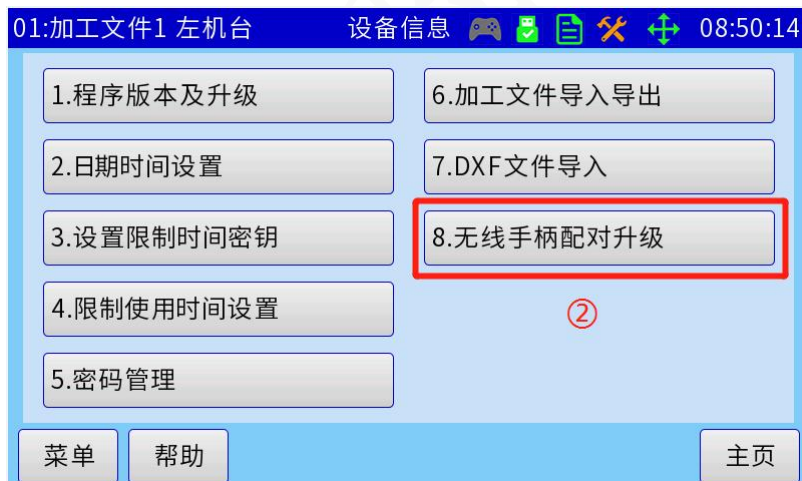 01:加工文件1 左机台 设备信息 08:50:14
1.程序版本及升级
2.日期时间设置
3.设置限制时间密钥
4.限制使用时间设置
5.密码管理
6.加工文件导入导出
7.DXF文件导入
8.无线手柄配对升级
②
菜单 帮助 主页